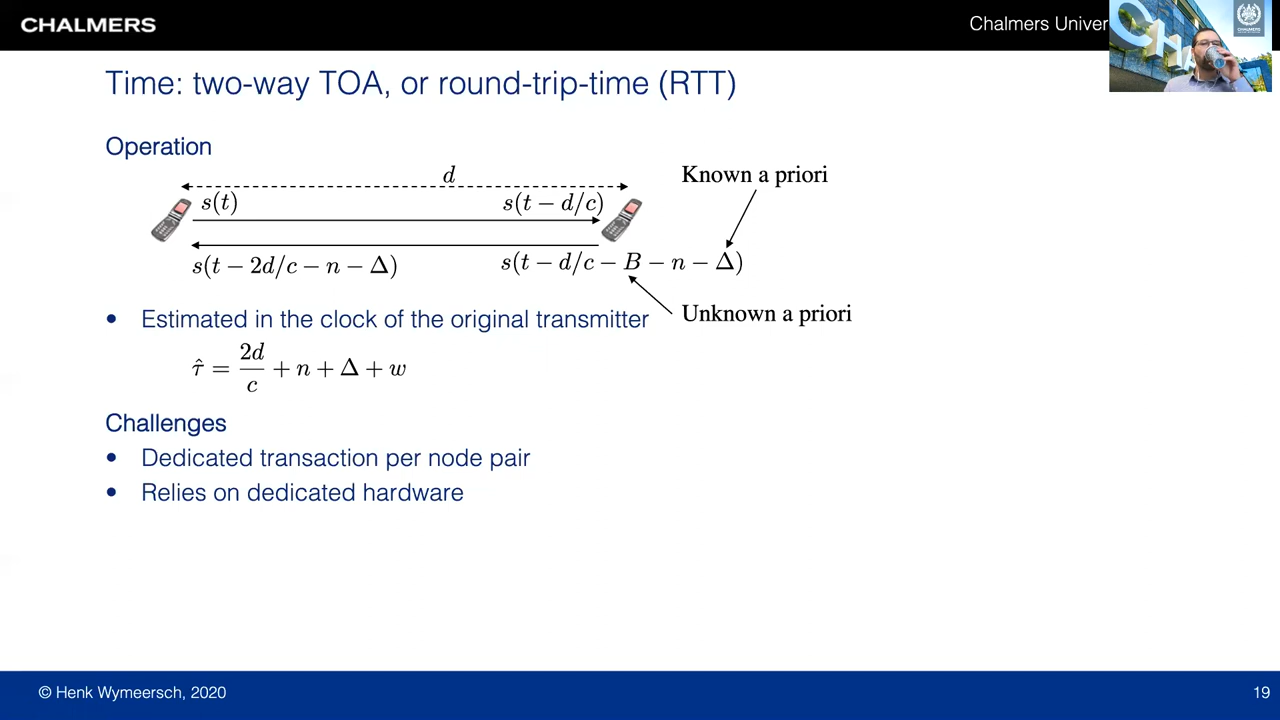 CHALMERS
Chalmers Univer
Time: two-way TOA, or round-trip-time (RTT)
Operation
d
Known a priori
s(t)
s(t − d/c)
s(t − 2d/c − n − Δ)
s(t − d/c − B − n − Δ)
Unknown a priori
• Estimated in the clock of the original transmitter
τ̂ = 2d/c + n + Δ + w
Challenges
• Dedicated transaction per node pair
• Relies on dedicated hardware
© Henk Wymeersch, 2020
19